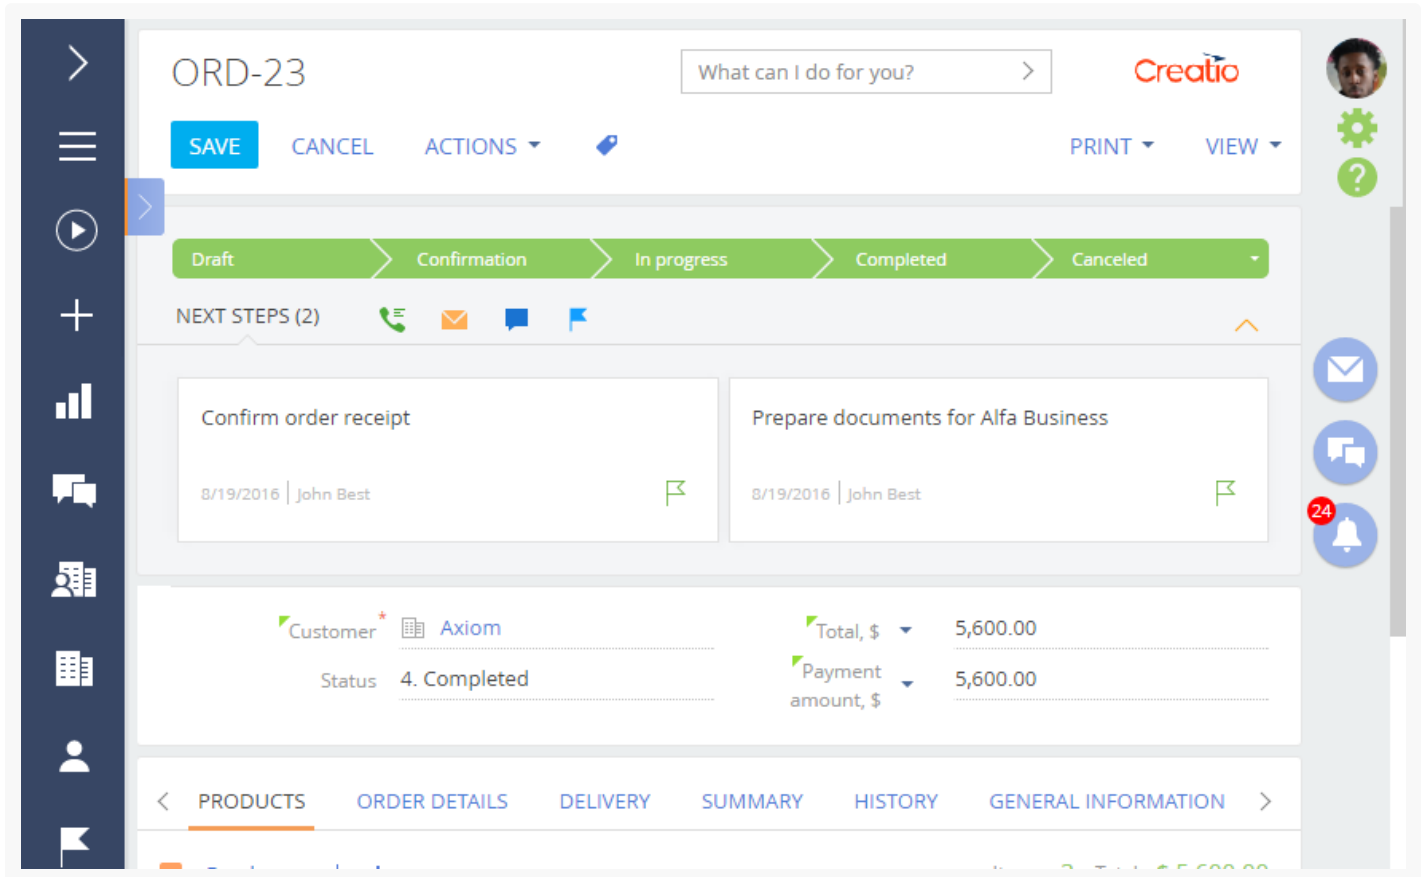 ORD-23
What can I do for you?
Creatio
SAVE CANCEL ACTIONS PRINT VIEW
Draft Confirmation In progress Completed Canceled
NEXT STEPS (2)
Confirm order receipt
8/19/2016 John Best
Prepare documents for Alfa Business
8/19/2016 John Best
24
Customer* Axiom
Total, $ 5,600.00
Status 4. Completed
Payment amount, $ 5,600.00
PRODUCTS ORDER DETAILS DELIVERY SUMMARY HISTORY GENERAL INFORMATION